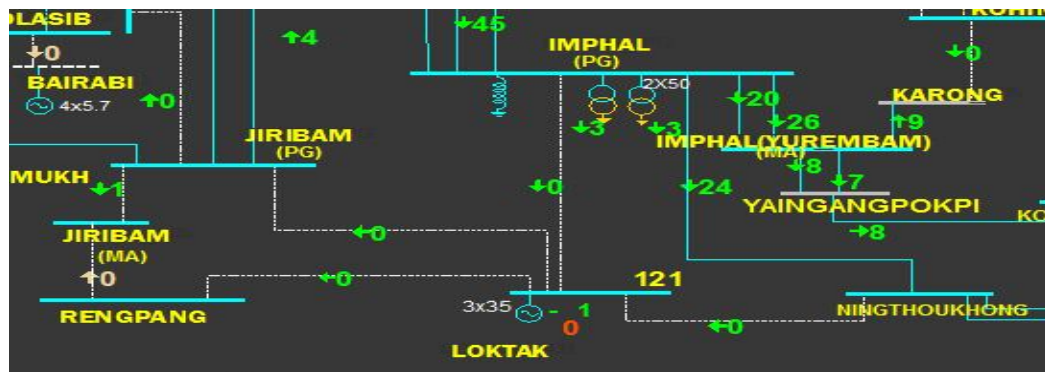 OLASIB
↓0
BAIRABI
4x5.7
↑0
↑4
↓45
IMPHAL
(PG)
2X50
↓3
↓3
↓20
↓26
↓0
KARONG
↑9
IMPHAL(YUREMBAM)
(MA)
↓8
↓7
YAINGANGPOKPI
→8
JIRIBAM
(PG)
MUKH
↓1
↓0
↓24
JIRIBAM
(MA)
↑0
←0
←0
RENGPANG
3x35
- 1
0
121
LOKTAK
←0
NINGTHOUKHONG